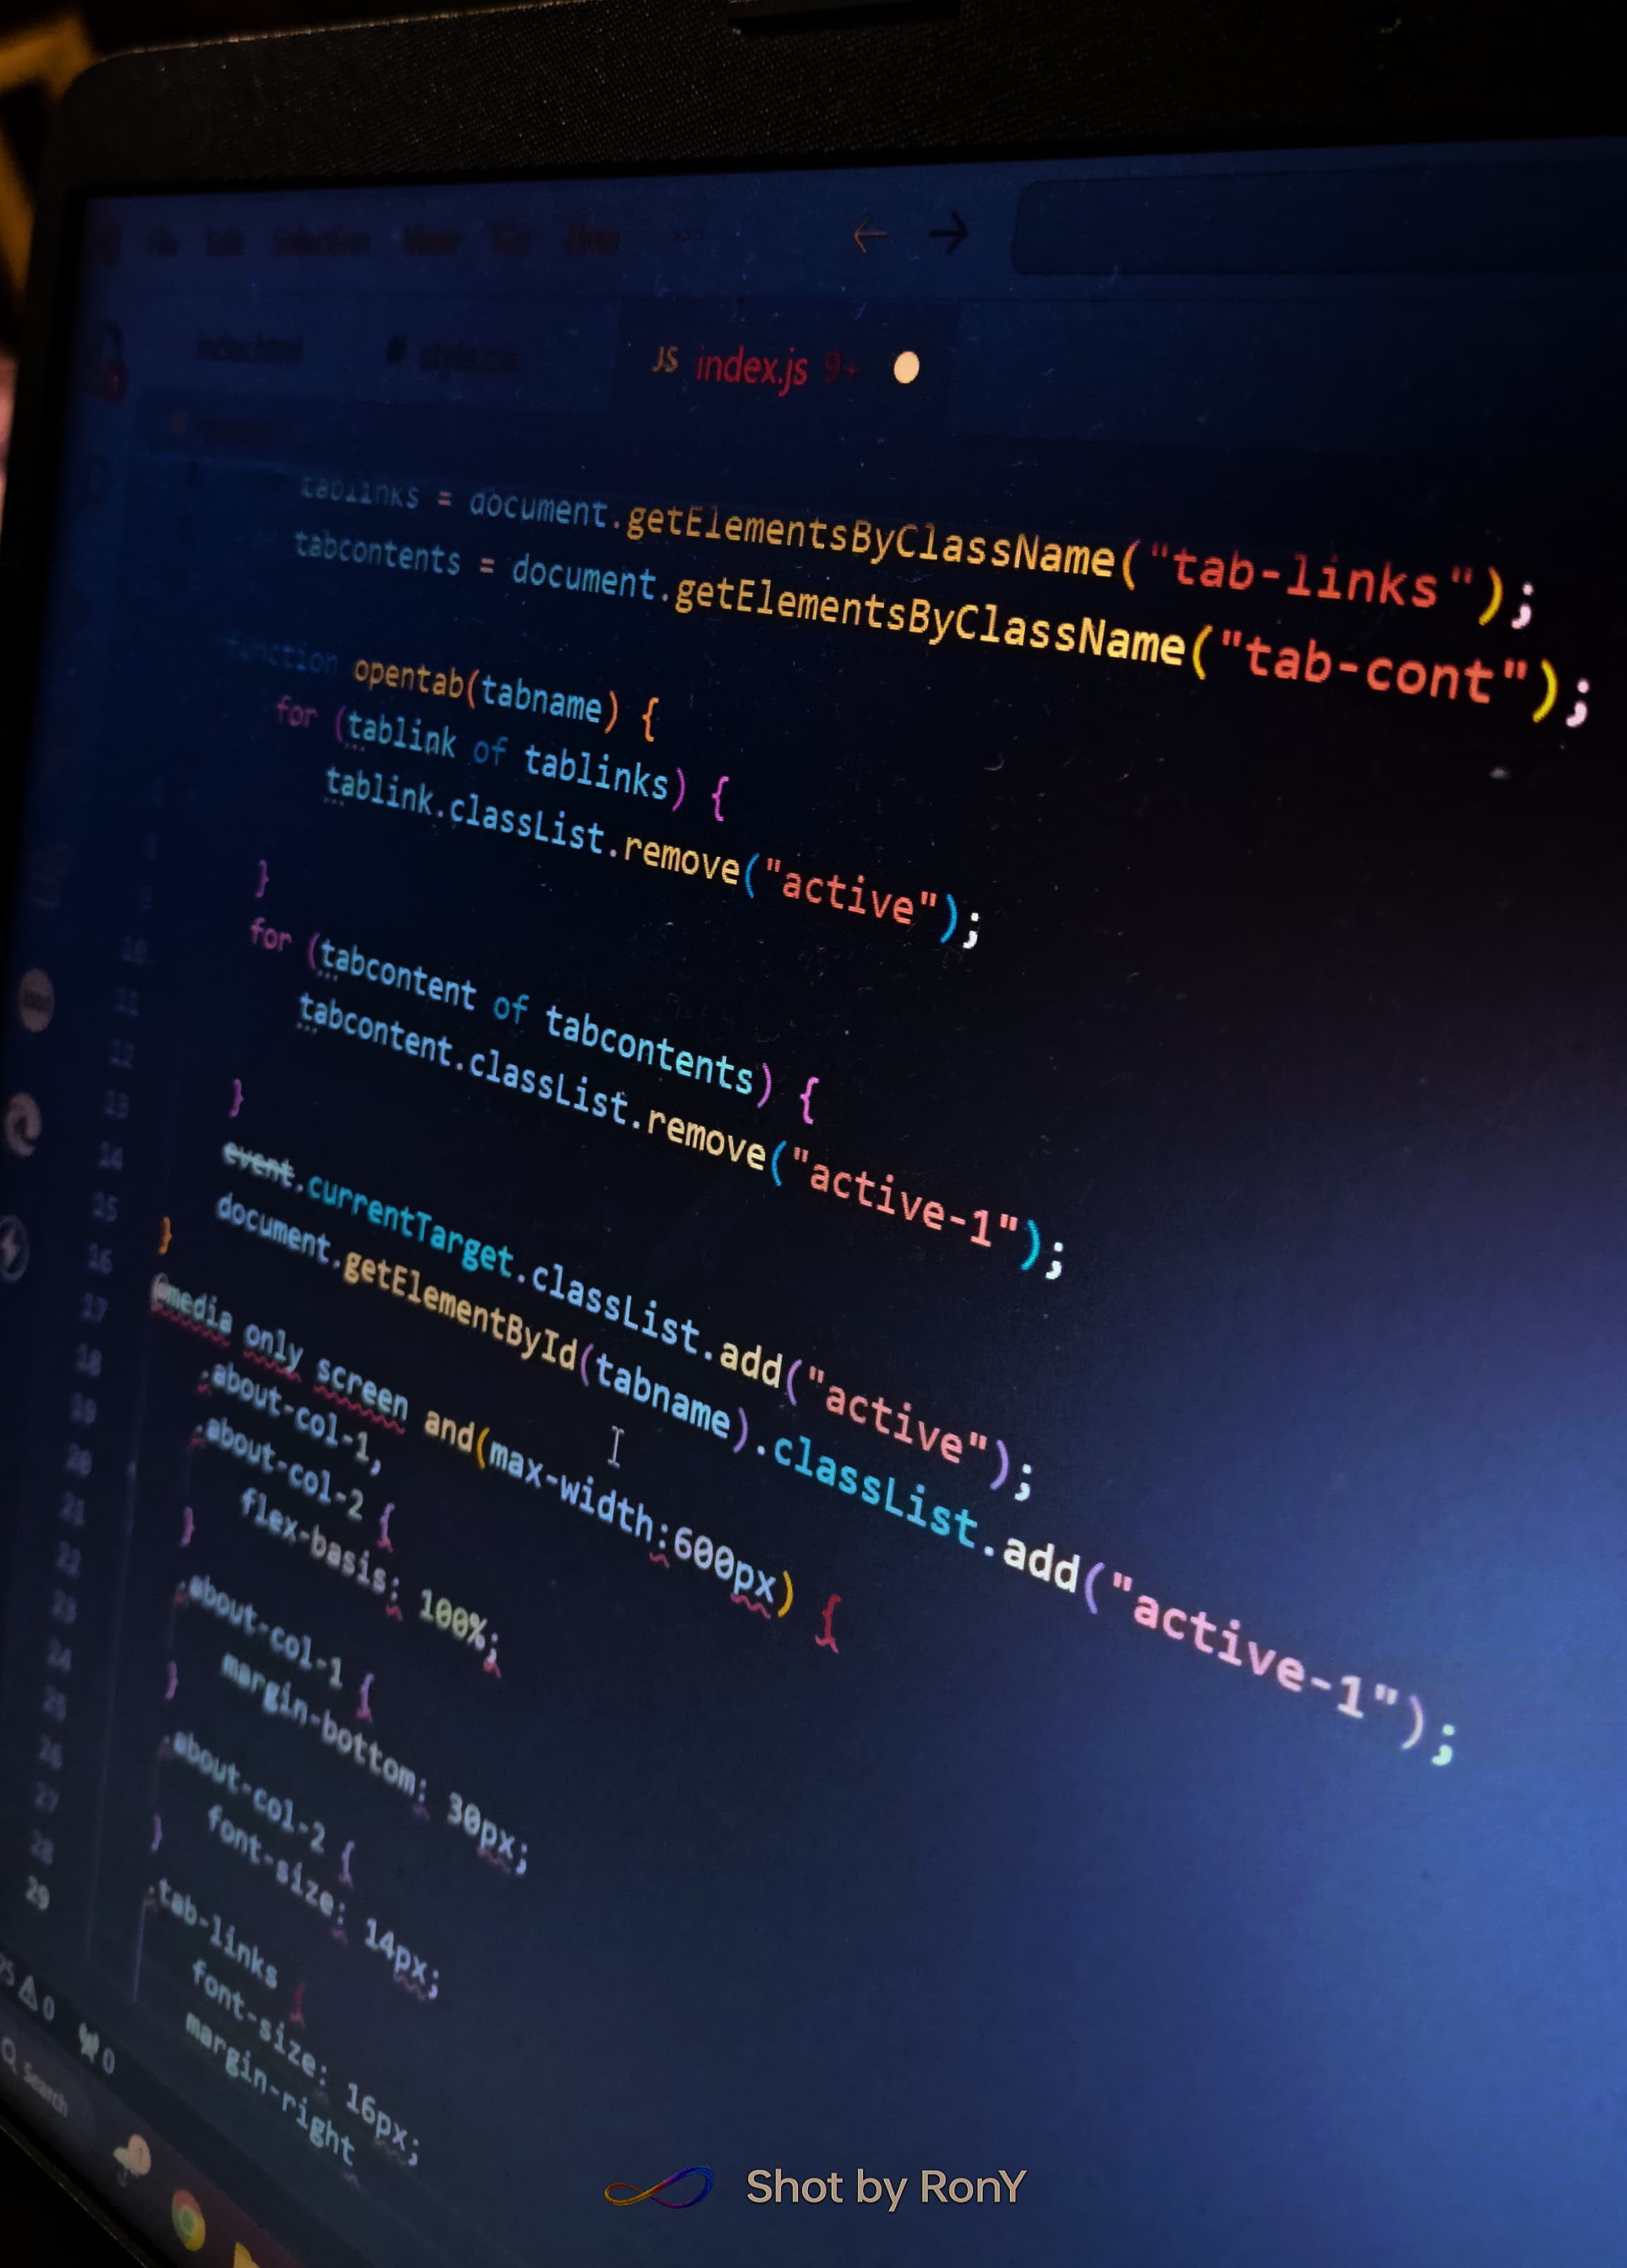 Selection View Go Run ...
index.html # style.css JS index.js 9+
tablinks = document.getElementsByClassName("tab-links");
tabcontents = document.getElementsByClassName("tab-cont");
function opentab(tabname) {
for (tablink of tablinks) {
tablink.classList.remove("active");
}
for (tabcontent of tabcontents) {
tabcontent.classList.remove("active-1");
}
event.currentTarget.classList.add("active");
document.getElementById(tabname).classList.add("active-1");
}
@media only screen and(max-width:600px) {
.about-col-1,
.about-col-2 {
flex-basis: 100%;
}
.about-col-1 {
margin-bottom: 30px;
}
.about-col-2 {
font-size: 14px;
}
.tab-links {
font-size: 16px;
margin-right
10
11
12
13
14
15
16
17
18
19
20
21
22
23
24
25
26
27
28
29
0 0
Search
Shot by RonY